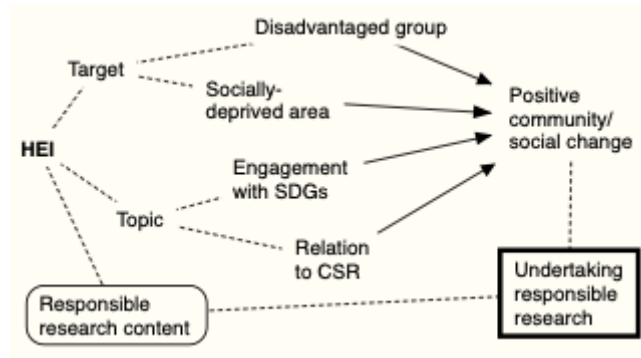 Disadvantaged group
Target
Socially-
deprived area
Positive
community/
social change
HEI
Engagement
with SDGs
Topic
Relation
to CSR
Responsible
research content
Undertaking
responsible
research